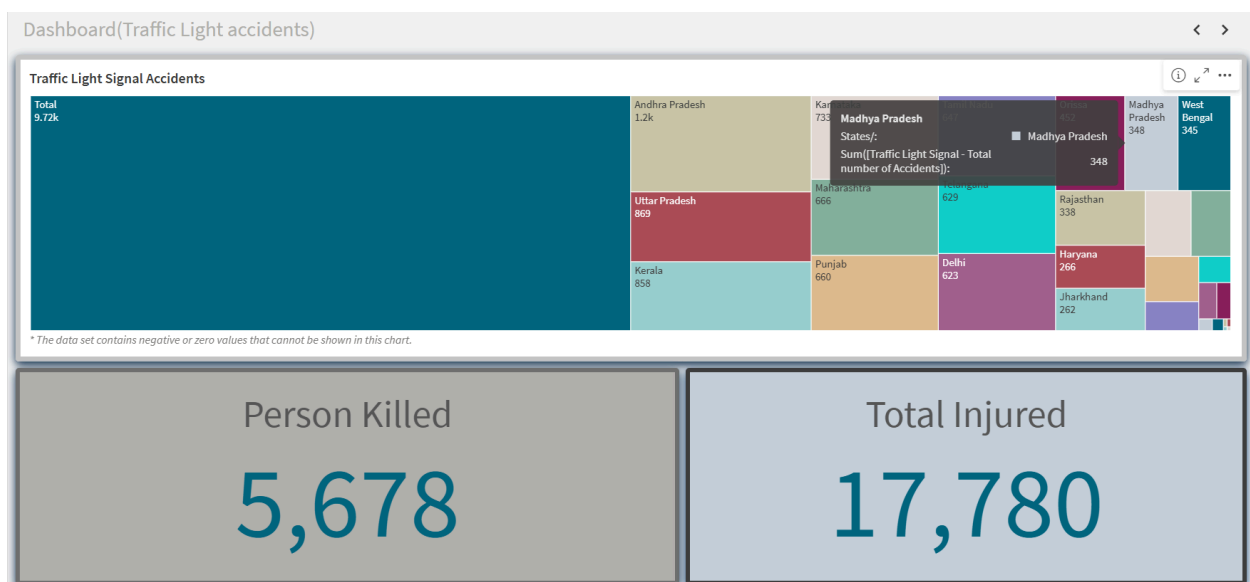 Dashboard(Traffic Light accidents)
Traffic Light Signal Accidents
Total
9.72k
Andhra Pradesh
1.2k
Uttar Pradesh
869
Kerala
858
Karnataka
733
Maharashtra
666
Punjab
660
Telangana
629
Delhi
623
Orissa
452
Madhya
Pradesh
348
West
Bengal
345
Rajasthan
338
Haryana
266
Jharkhand
262
Madhya Pradesh
States/:
Madhya Pradesh
Sum([Traffic Light Signal - Total
number of Accidents]):
348
* The data set contains negative or zero values that cannot be shown in this chart.
Person Killed
5,678
Total Injured
17,780